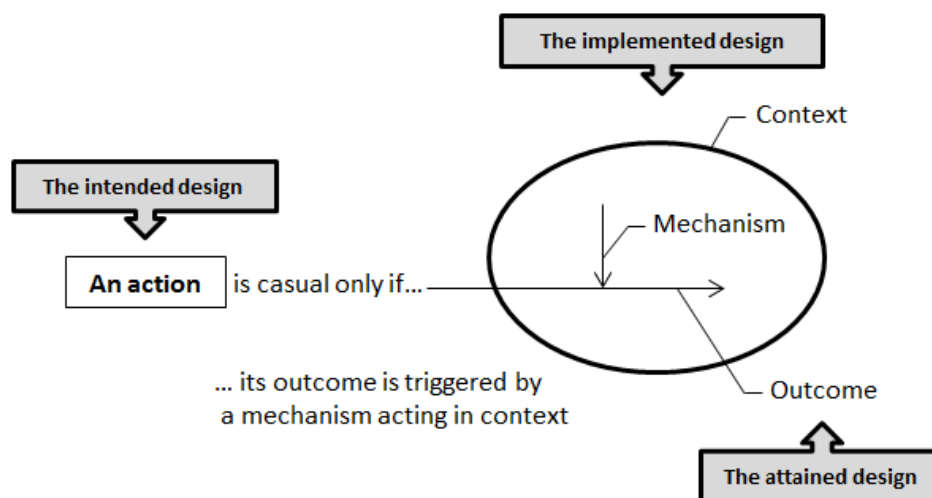 The implemented design
Context
The intended design
Mechanism
An action is casual only if...
... its outcome is triggered by
a mechanism acting in context
Outcome
The attained design